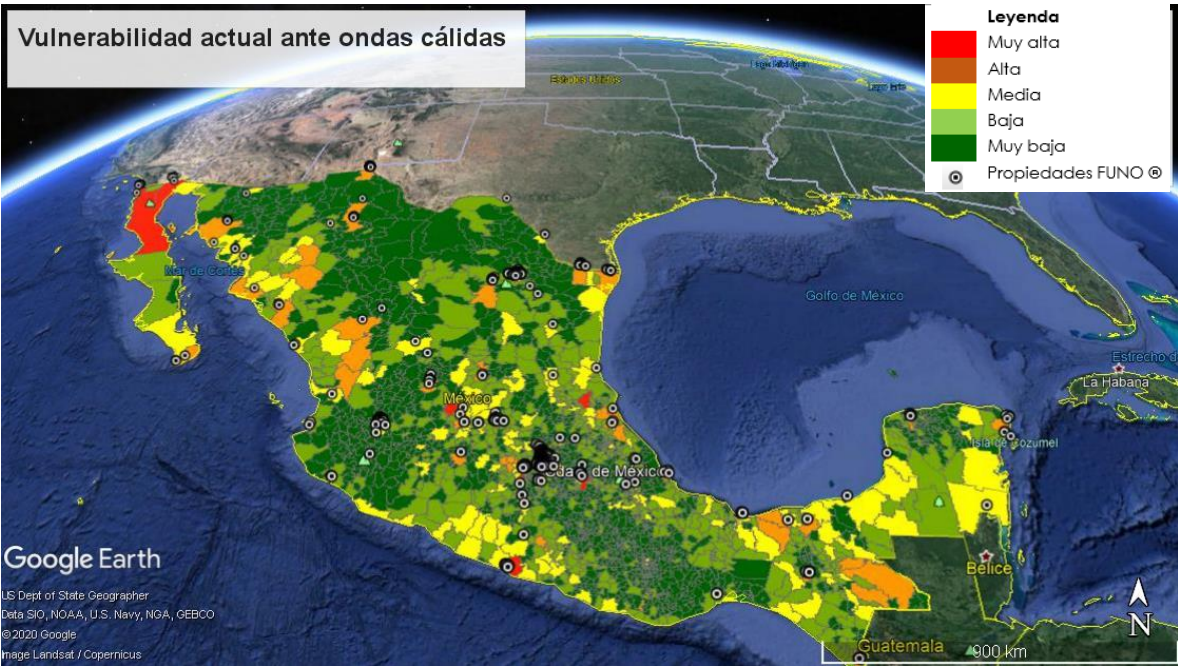 Vulnerabilidad actual ante ondas cálidas
Leyenda
Muy alta
Alta
Media
Baja
Muy baja
Propiedades FUNO ®
Estados Unidos
Mar de Cortés
Golfo de México
Estrecho d
La Habana
México
Isla de Cozumel
Cdad. de México
Belice
Guatemala
900 km
N
Google Earth
US Dept of State Geographer
Data SIO, NOAA, U.S. Navy, NGA, GEBCO
©2020 Google
Image Landsat / Copernicus